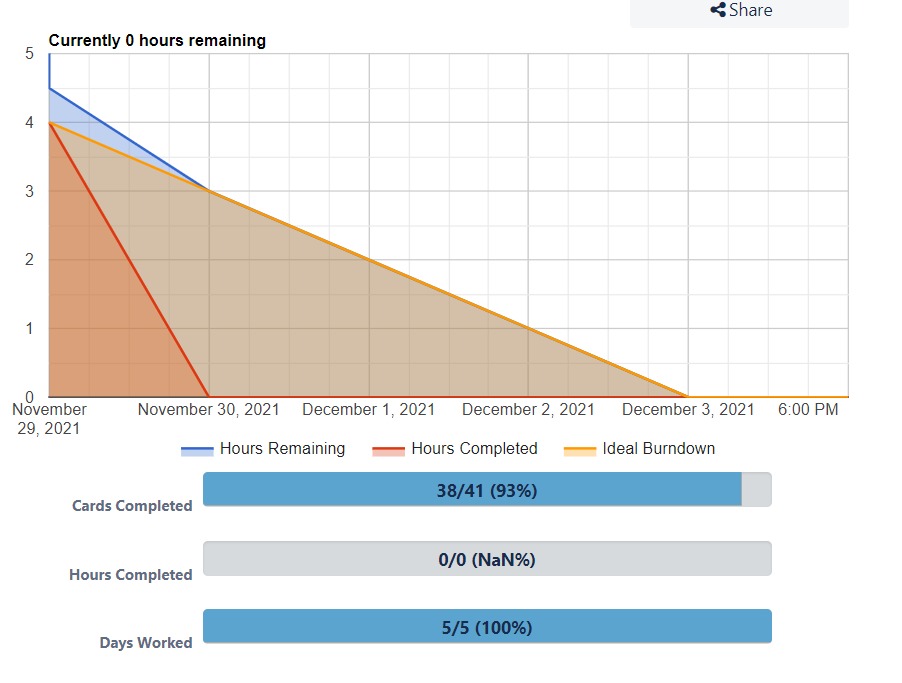 Share
Currently 0 hours remaining
5
4
3
2
1
0
November 29, 2021
November 30, 2021
December 1, 2021
December 2, 2021
December 3, 2021
6:00 PM
Hours Remaining
Hours Completed
Ideal Burndown
Cards Completed
38/41 (93%)
Hours Completed
0/0 (NaN%)
Days Worked
5/5 (100%)